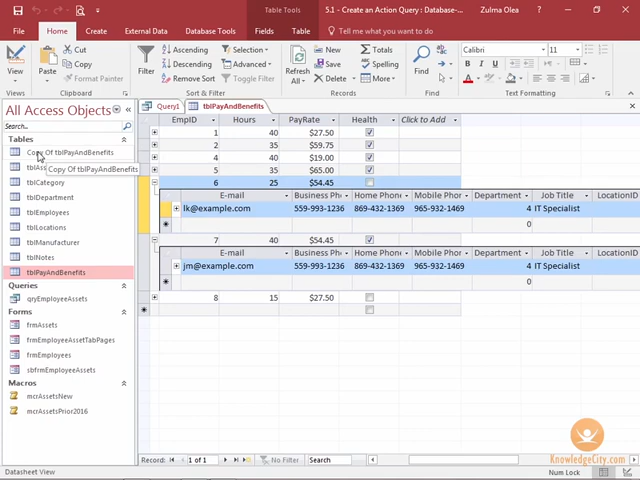 Table Tools
5.1 - Create an Action Query : Database-...
Zulma Olea
File Home Create External Data Database Tools Fields Table Tell me
View
Views
Paste
Cut
Copy
Format Painter
Clipboard
Filter
Ascending
Descending
Remove Sort
Selection
Advanced
Toggle Filter
Sort & Filter
Refresh
All
New
Save
Delete
Totals
Spelling
More
Records
Find
Find
Calibri 11
B I U
Text Formatting
All Access Objects
Search...
Tables
Copy Of tblPayAndBenefits
Copy Of tblPayAndBenefits
tblAss
tblCategory
tblDepartment
tblEmployees
tblLocations
tblManufacturer
tblNotes
tblPayAndBenefits
Queries
qryEmployeeAssets
Forms
frmAssets
frmEmployeeAssetTabPages
frmEmployees
sbfrmEmployeeAssets
Macros
mcrAssetsNew
mcrAssetsPrior2016
Query1 tblPayAndBenefits
EmpID Hours PayRate Health Click to Add
1 40 $27.50
2 35 $59.75
4 40 $19.00
5 40 $65.00
6 25 $54.45
E-mail Business Ph Home Phone Mobile Phon Department Job Title LocationID
lk@example.com 559-993-1236 869-432-1369 965-932-1469 4 IT Specialist
0
7 40 $54.45
E-mail Business Ph Home Phone Mobile Phon Department Job Title LocationID
jm@example.com 559-993-1236 869-432-1369 965-932-1469 4 IT Specialist
0
8 15 $27.50
Record: 1 of 1 No Filter Search
KnowledgeCity.com
Datasheet View
Num Lock